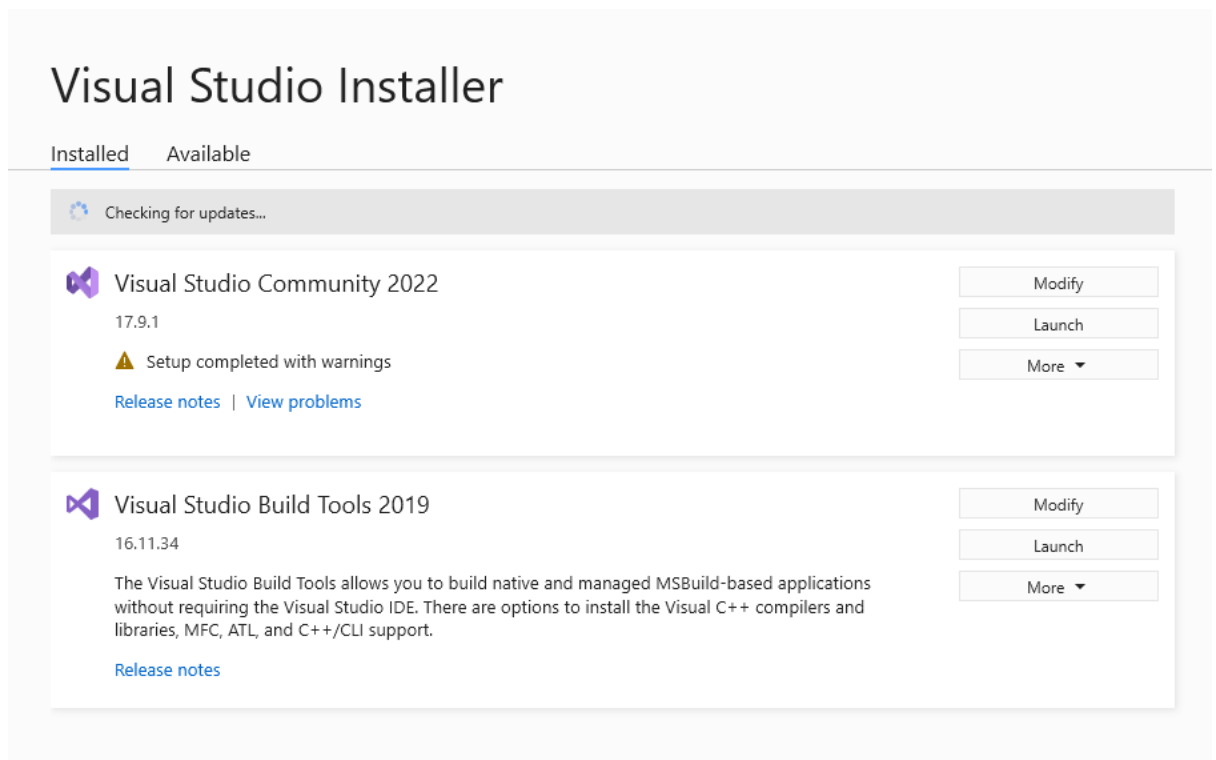 Visual Studio Installer
Installed Available
Checking for updates...
Visual Studio Community 2022
Modify
17.9.1
Launch
Setup completed with warnings
More
Release notes | View problems
Visual Studio Build Tools 2019
Modify
16.11.34
Launch
The Visual Studio Build Tools allows you to build native and managed MSBuild-based applications
More
without requiring the Visual Studio IDE. There are options to install the Visual C++ compilers and
libraries, MFC, ATL, and C++/CLI support.
Release notes